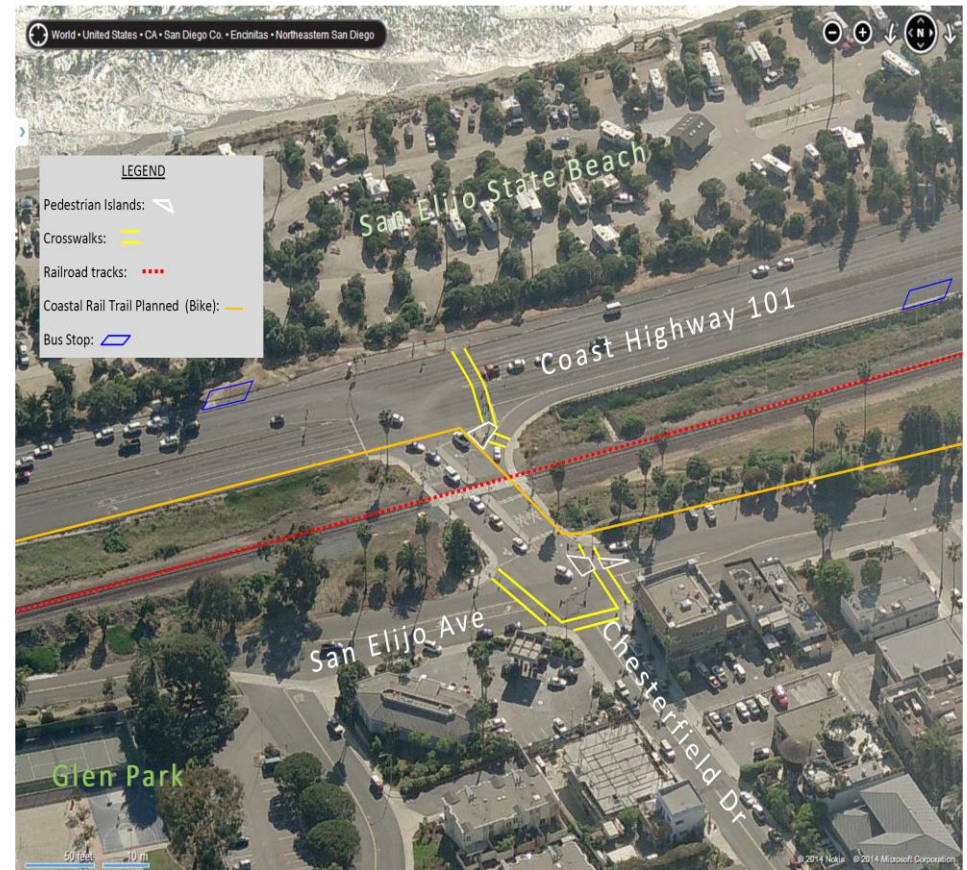 World • United States • CA • San Diego Co. • Encinitas • Northeastern San Diego
N
LEGEND
Pedestrian Islands:
Crosswalks:
Railroad tracks:
Coastal Rail Trail Planned (Bike):
Bus Stop:
San Elijo State Beach
Coast Highway 101
San Elijo Ave
Chesterfield Dr
Glen Park
50 feet 10 m
© 2014 Nokia © 2014 Microsoft Corporation